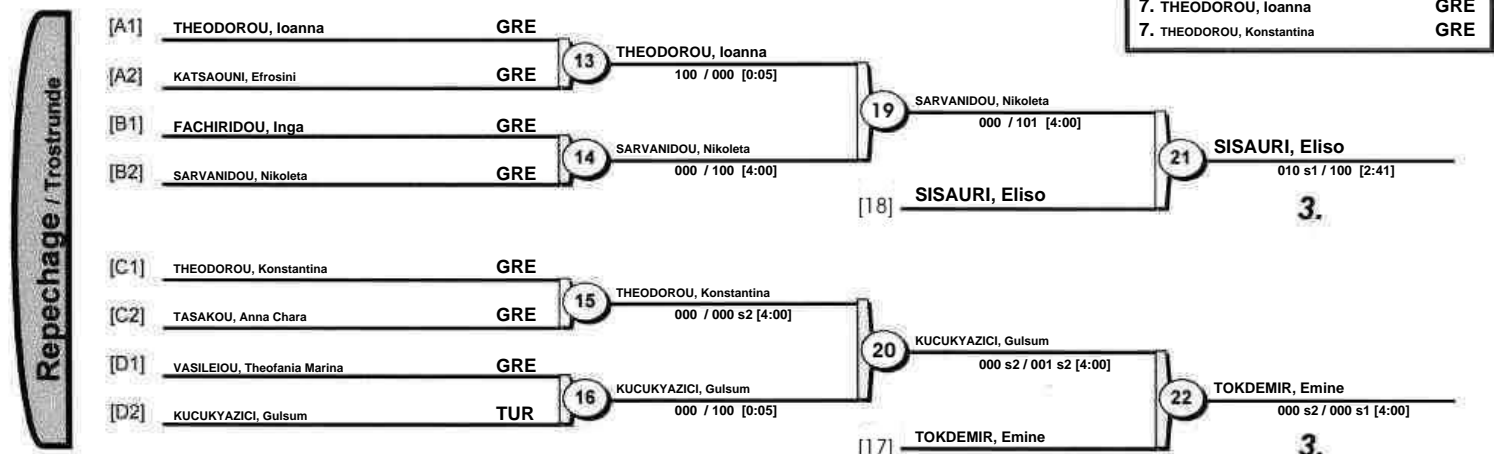 7. THEODOROU, Ioanna GRE
7. THEODOROU, Konstantina GRE
Repechage / Trostrunde
[A1] THEODOROU, Ioanna GRE
13 THEODOROU, Ioanna
100 / 000 [0:05]
[A2] KATSAOUNI, Efrosini GRE
19 SARVANIDOU, Nikoleta
000 / 101 [4:00]
[B1] FACHIRIDOU, Inga GRE
14 SARVANIDOU, Nikoleta
000 / 100 [4:00]
21 SISAURI, Eliso
010 s1 / 100 [2:41]
[B2] SARVANIDOU, Nikoleta GRE
[18] SISAURI, Eliso
3.
[C1] THEODOROU, Konstantina GRE
15 THEODOROU, Konstantina
000 / 000 s2 [4:00]
[C2] TASAKOU, Anna Chara GRE
20 KUCUKYAZICI, Gulsum
000 s2 / 001 s2 [4:00]
[D1] VASILEIOU, Theofania Marina GRE
16 KUCUKYAZICI, Gulsum
000 / 100 [0:05]
22 TOKDEMIR, Emine
000 s2 / 000 s1 [4:00]
[D2] KUCUKYAZICI, Gulsum TUR
[17] TOKDEMIR, Emine
3.